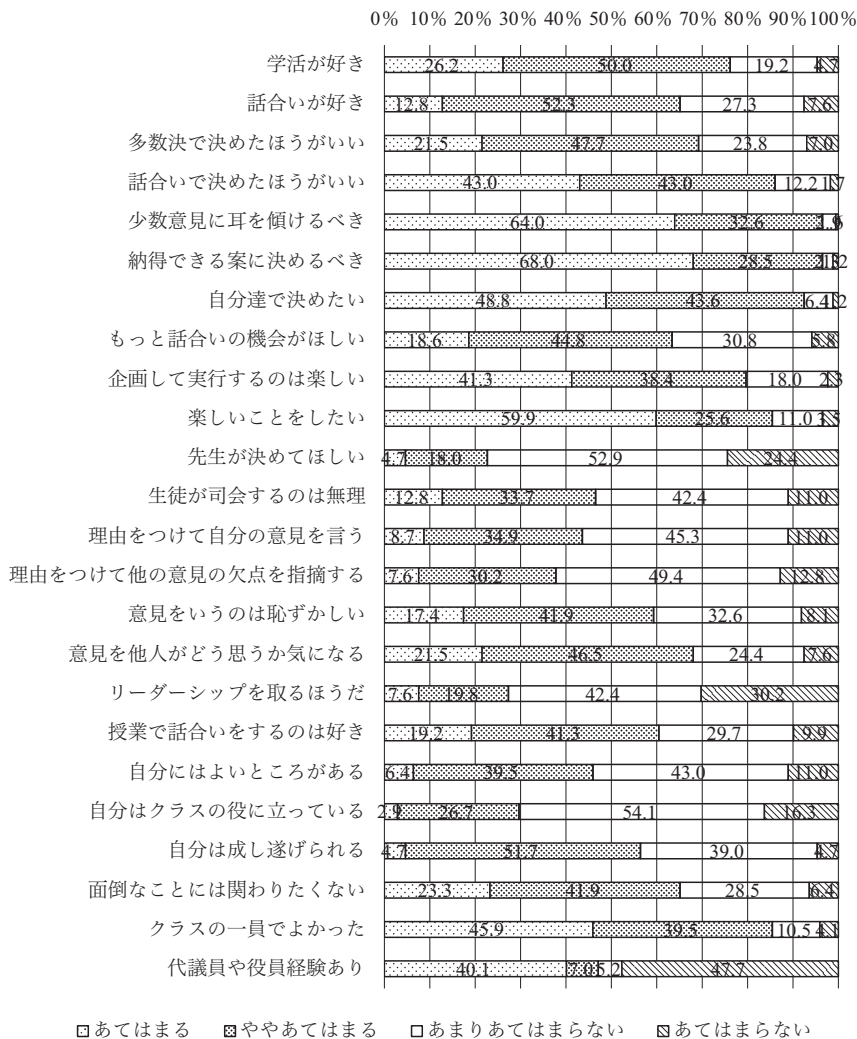 0% 10% 20% 30% 40% 50% 60% 70% 80% 90% 100%
学活が好き 26.2 50.0 19.2 4.7
話合いが好き 12.8 52.3 27.3 7.6
多数決で決めたほうがいい 21.5 47.7 23.8 7.0
話合いで決めたほうがいい 43.0 43.0 12.2 1.7
少数意見に耳を傾けるべき 64.0 32.6
納得できる案に決めるべき 68.0 28.5
自分達で決めたい 48.8 43.6 6.4 1.2
もっと話合いの機会がほしい 18.6 44.8 30.8 5.8
企画して実行するのは楽しい 41.3 38.4 18.0 2.3
楽しいことをしたい 59.9 25.6 11.0 3.5
先生が決めてほしい 4.7 18.0 52.9 24.4
生徒が司会するのは無理 12.8 33.7 42.4 11.0
理由をつけて自分の意見を言う 8.7 34.9 45.3 11.0
理由をつけて他の意見の欠点を指摘する 7.6 30.2 49.4 12.8
意見をいうのは恥ずかしい 17.4 41.9 32.6 8.1
意見を他人がどう思うか気になる 21.5 46.5 24.4 7.6
リーダーシップを取るほうだ 7.6 19.8 42.4 30.2
授業で話合いをするのは好き 19.2 41.3 29.7 9.9
自分にはよいところがある 6.4 39.5 43.0 11.0
自分はクラスの役に立っている 2.9 26.7 54.1 16.3
自分は成し遂げられる 4.7 51.7 39.0 4.7
面倒なことには関わりたくない 23.3 41.9 28.5 6.4
クラスの一員でよかった 45.9 39.5 10.5 4.1
代議員や役員経験あり 40.1 7.0 5.2 47.7
あてはまる ややあてはまる あまりあてはまらない あてはまらない